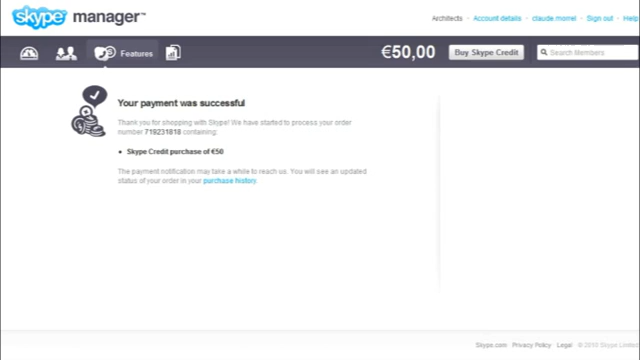 skype manager™
Architects Account details claude morrel Sign out Help
Features €50,00 Buy Skype Credit Search Members
Your payment was successful
Thank you for shopping with Skype! We have started to process your order
number 719231818 containing:
• Skype Credit purchase of €50
The payment notification may take a while to reach us. You will see an updated
status of your order in your purchase history.
Skype.com Privacy Policy Legal © 2010 Skype Limited